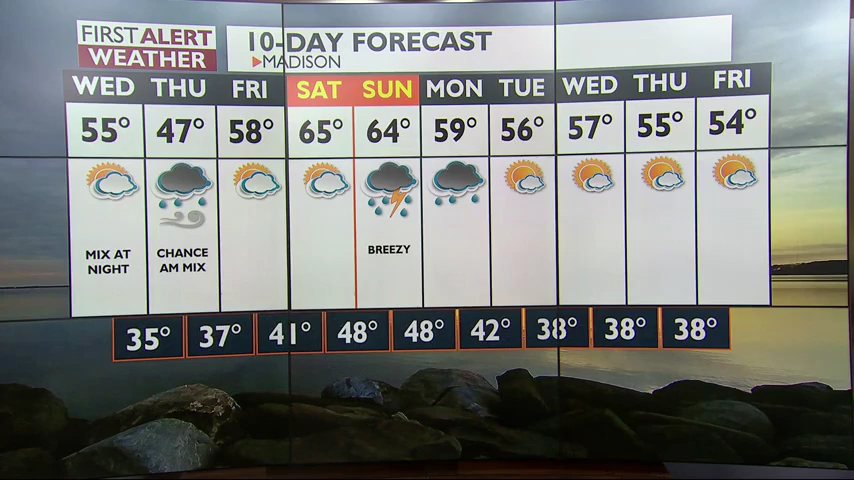 FIRST ALERT
WEATHER
10-DAY FORECAST
MADISON
WED THU FRI SAT SUN MON TUE WED THU FRI
55° 47° 58° 65° 64° 59° 56° 57° 55° 54°
MIX AT
NIGHT
CHANCE
AM MIX
BREEZY
35° 37° 41° 48° 48° 42° 38° 38° 38°